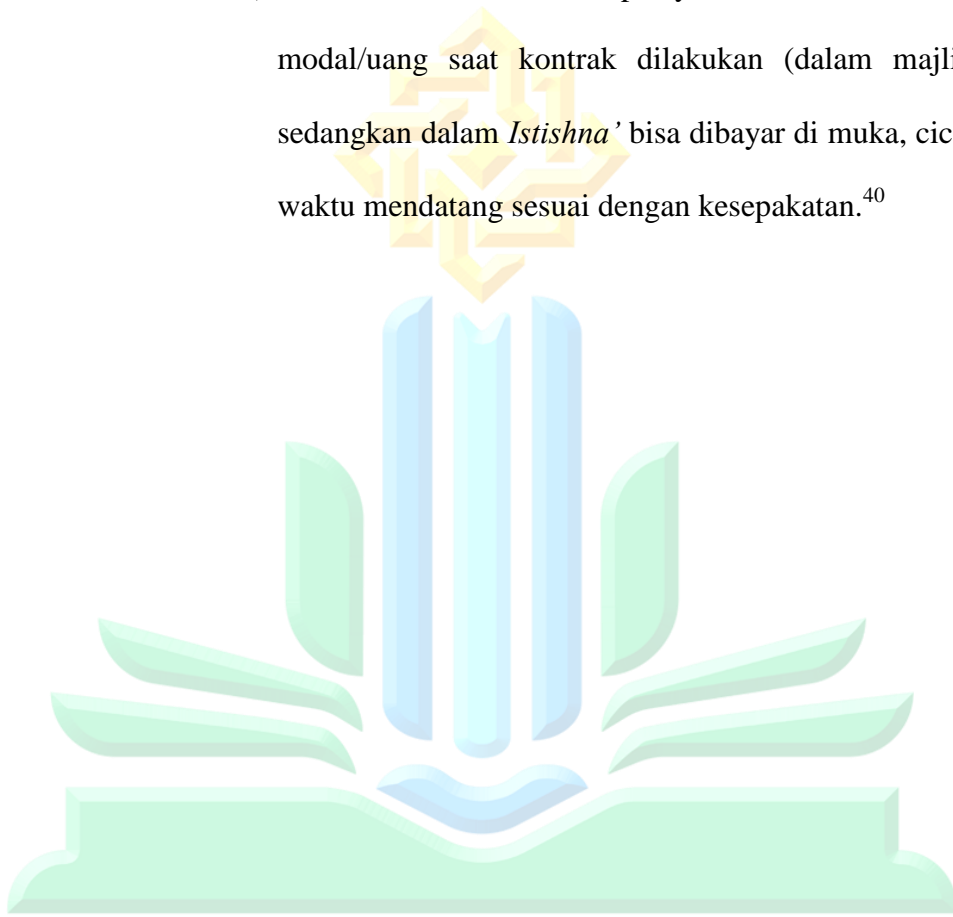 modal/uang saat kontrak dilakukan (dalam majli
sedangkan dalam Istishna’ bisa dibayar di muka, cic
waktu mendatang sesuai dengan kesepakatan.40